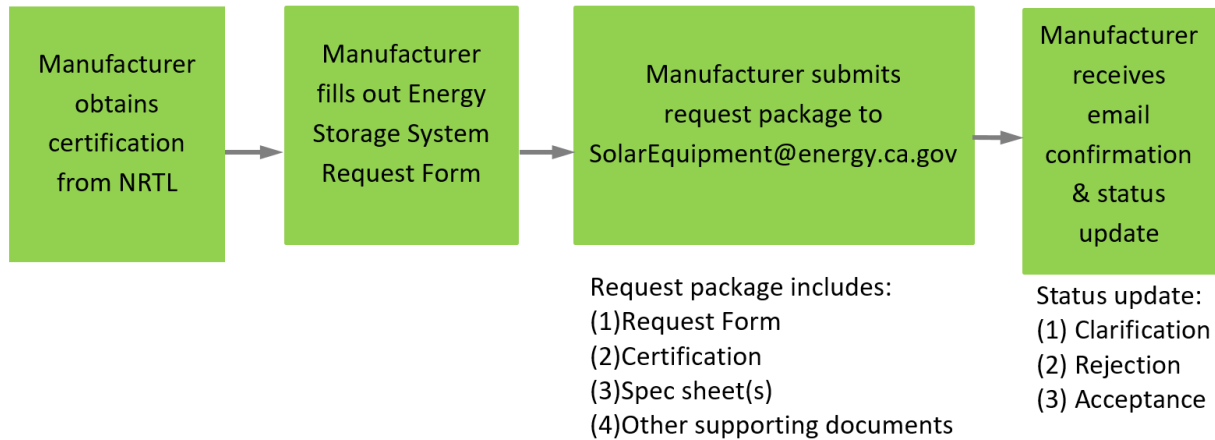 Manufacturer
obtains
certification
from NRTL
Manufacturer
fills out Energy
Storage System
Request Form
Manufacturer submits
request package to
SolarEquipment@energy.ca.gov
Manufacturer
receives
email
confirmation
& status
update
Request package includes:
(1)Request Form
(2)Certification
(3)Spec sheet(s)
(4)Other supporting documents
Status update:
(1) Clarification
(2) Rejection
(3) Acceptance